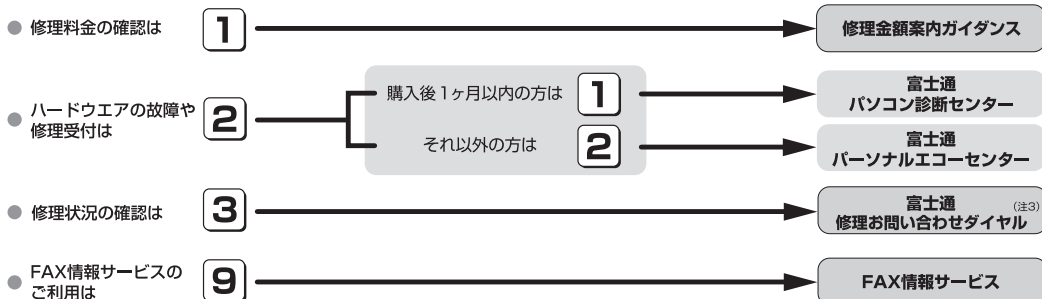 修理料金の確認は 1 修理金額案内ガイダンス
ハードウエアの故障や
修理受付は
2
購入後1ヶ月以内の方は 1
富士通
パソコン診断センター
それ以外の方は 2
富士通
パーソナルエコーセンター
修理状況の確認は 3
富士通 (注3)
修理お問い合わせダイヤル
FAX情報サービスの
ご利用は
9
FAX情報サービス